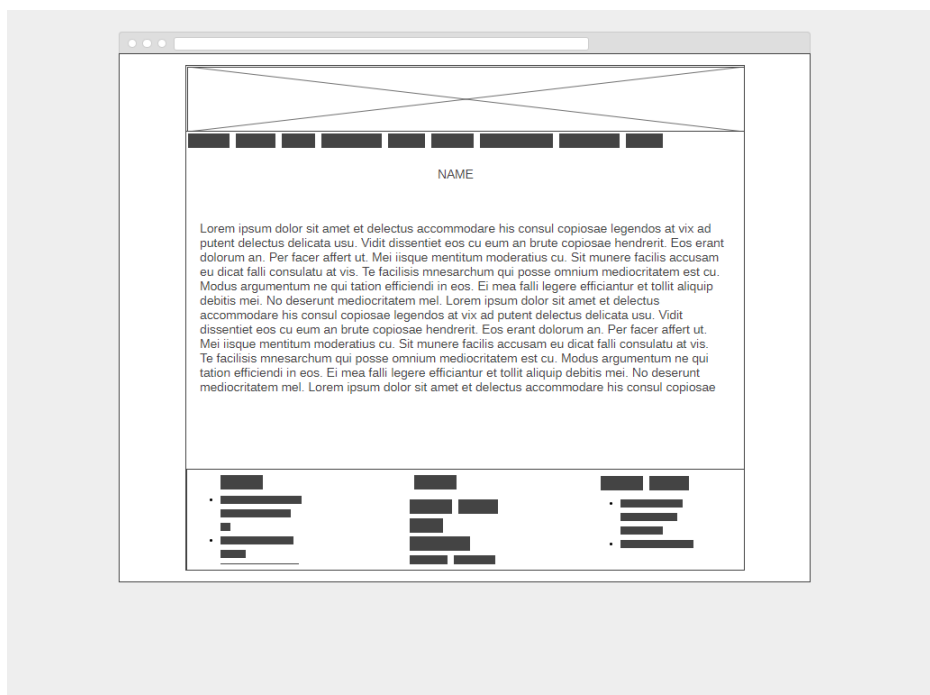 NAME
Lorem ipsum dolor sit amet et delectus accommodare his consul copiosae legendos at vix ad
putent delectus delicata usu. Vidit dissentiet eos cu eum an brute copiosae hendrerit. Eos erant
dolorum an. Per facer affert ut. Mei iisque mentitum moderatius cu. Sit munere facilis accusam
eu dicat falli consulatu at vis. Te facilisis mnesarchum qui posse omnium mediocritatem est cu.
Modus argumentum ne qui tation efficiendi in eos. Ei mea falli legere efficiantur et tollit aliquip
debitis mei. No deserunt mediocritatem mel. Lorem ipsum dolor sit amet et delectus
accommodare his consul copiosae legendos at vix ad putent delectus delicata usu. Vidit
dissentiet eos cu eum an brute copiosae hendrerit. Eos erant dolorum an. Per facer affert ut.
Mei iisque mentitum moderatius cu. Sit munere facilis accusam eu dicat falli consulatu at vis.
Te facilisis mnesarchum qui posse omnium mediocritatem est cu. Modus argumentum ne qui
tation efficiendi in eos. Ei mea falli legere efficiantur et tollit aliquip debitis mei. No deserunt
mediocritatem mel. Lorem ipsum dolor sit amet et delectus accommodare his consul copiosae